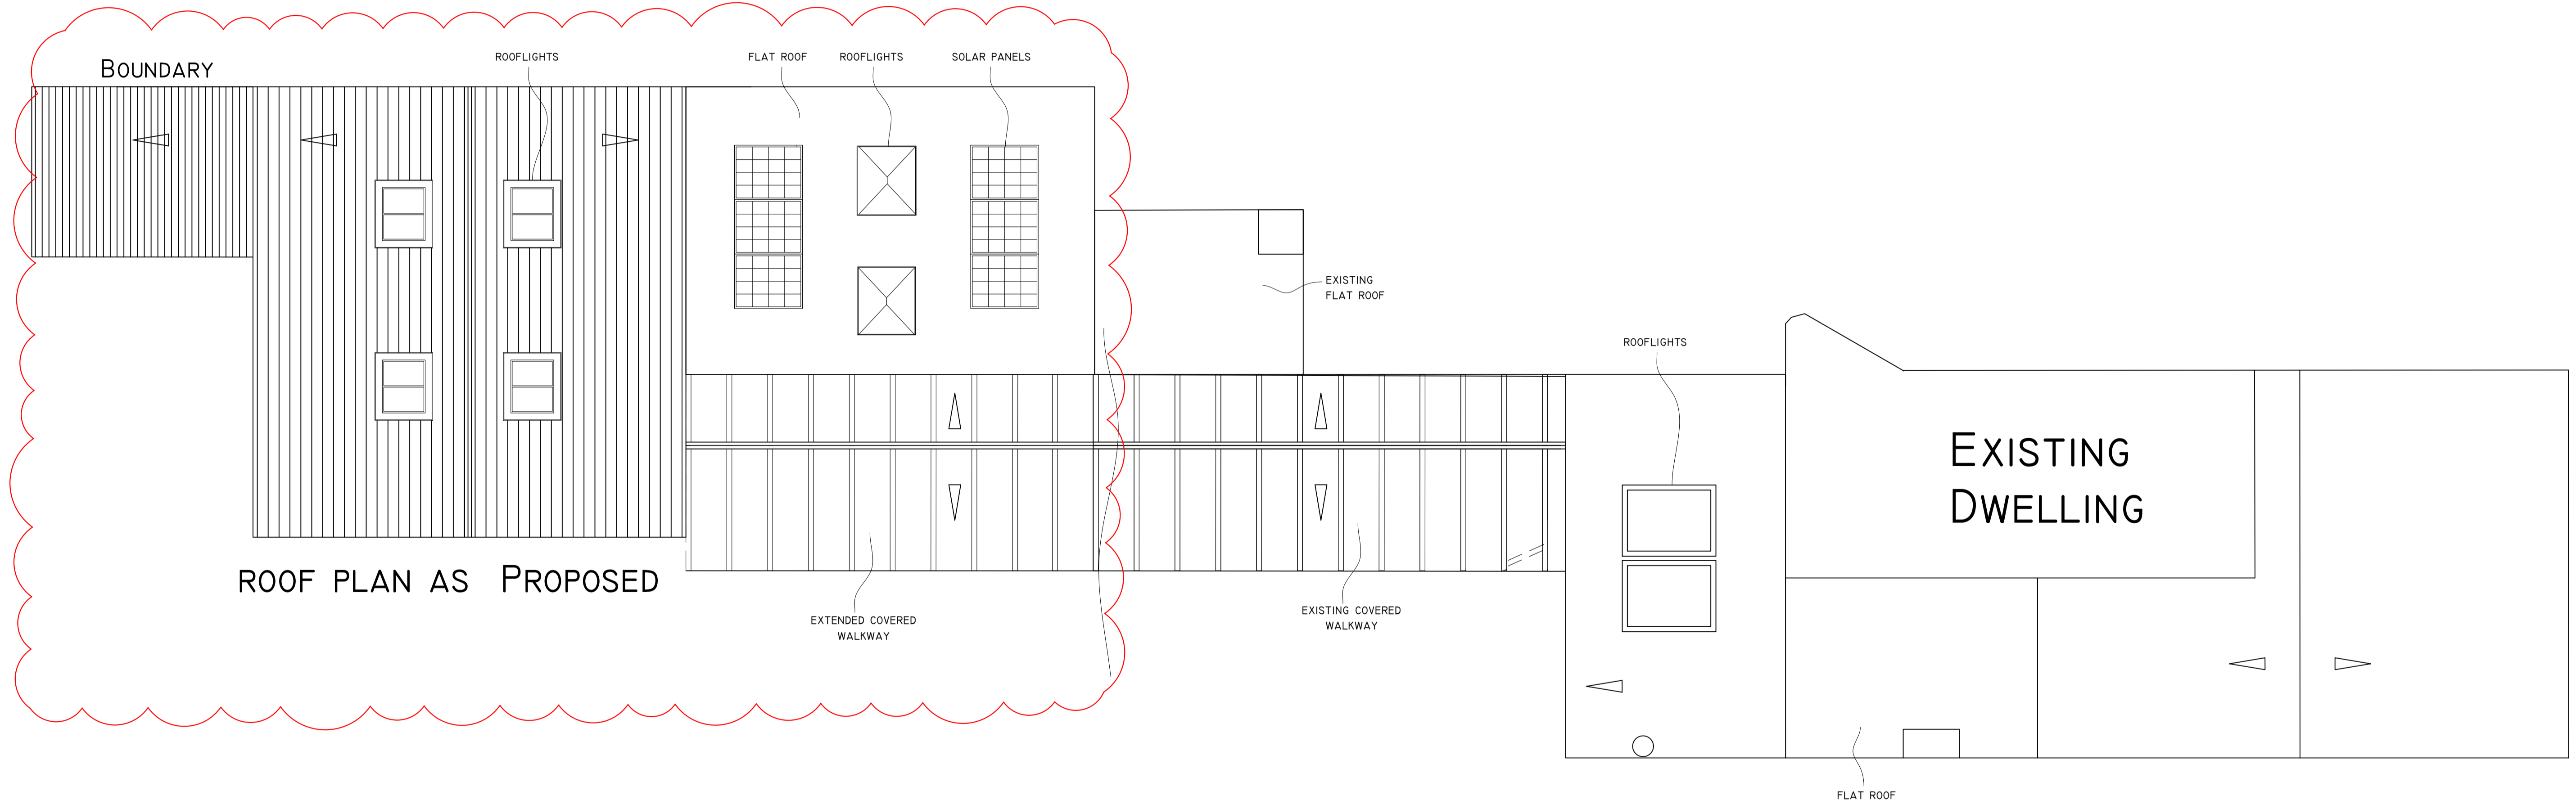 BOUNDARY
ROOFLIGHTS
FLAT ROOF
ROOFLIGHTS
SOLAR PANELS
EXISTING
FLAT ROOF
ROOFLIGHTS
EXISTING
DWELLING
ROOF PLAN AS PROPOSED
EXTENDED COVERED
WALKWAY
EXISTING COVERED
WALKWAY
FLAT ROOF